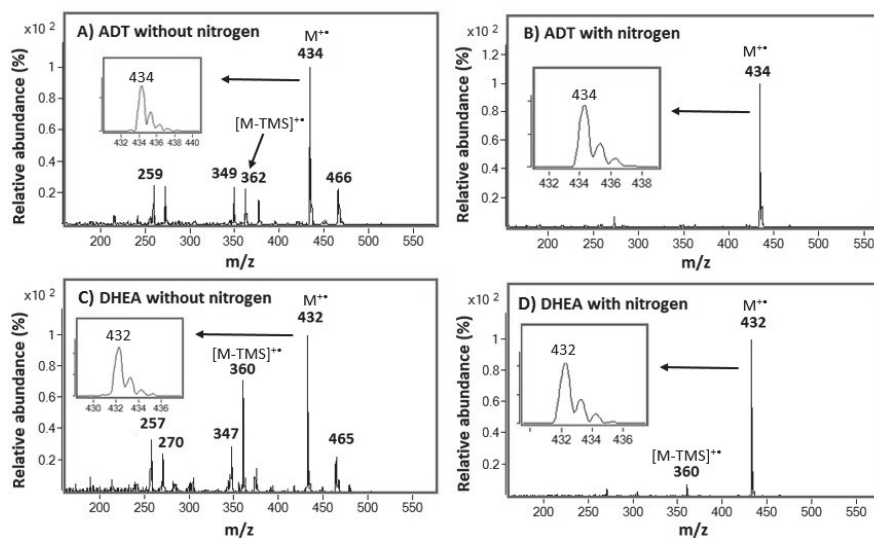 A) ADT without nitrogen
x10 2
Relative abundance (%)
1
0.8
0.6
0.4
0.2
434
432 434 436 438 440
M+•
434
[M-TMS]+•
259
349
362
466
200 250 300 350 400 450 500 550
m/z
B) ADT with nitrogen
x10 2
Relative abundance (%)
1.2
1
0.8
0.6
0.4
0.2
434
432 434 436 438
M+•
434
200 250 300 350 400 450 500 550
m/z
C) DHEA without nitrogen
x10 2
Relative abundance (%)
1
0.8
0.6
0.4
0.2
432
430 432 434 436
M+•
432
[M-TMS]+•
360
257
270
347
465
200 250 300 350 400 450 500 550
m/z
D) DHEA with nitrogen
x10 2
Relative abundance (%)
1
0.8
0.6
0.4
0.2
432
430 432 434 436
M+•
432
[M-TMS]+•
360
200 250 300 350 400 450 500 550
m/z